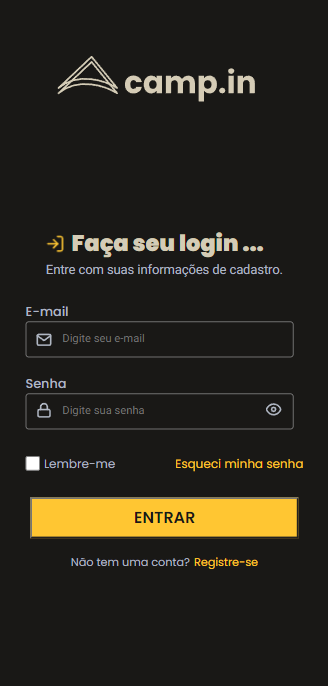 camp.in
Faça seu login ...
Entre com suas informações de cadastro.
E-mail
Digite seu e-mail
Senha
Digite sua senha
Lembre-me Esqueci minha senha
ENTRAR
Não tem uma conta? Registre-se